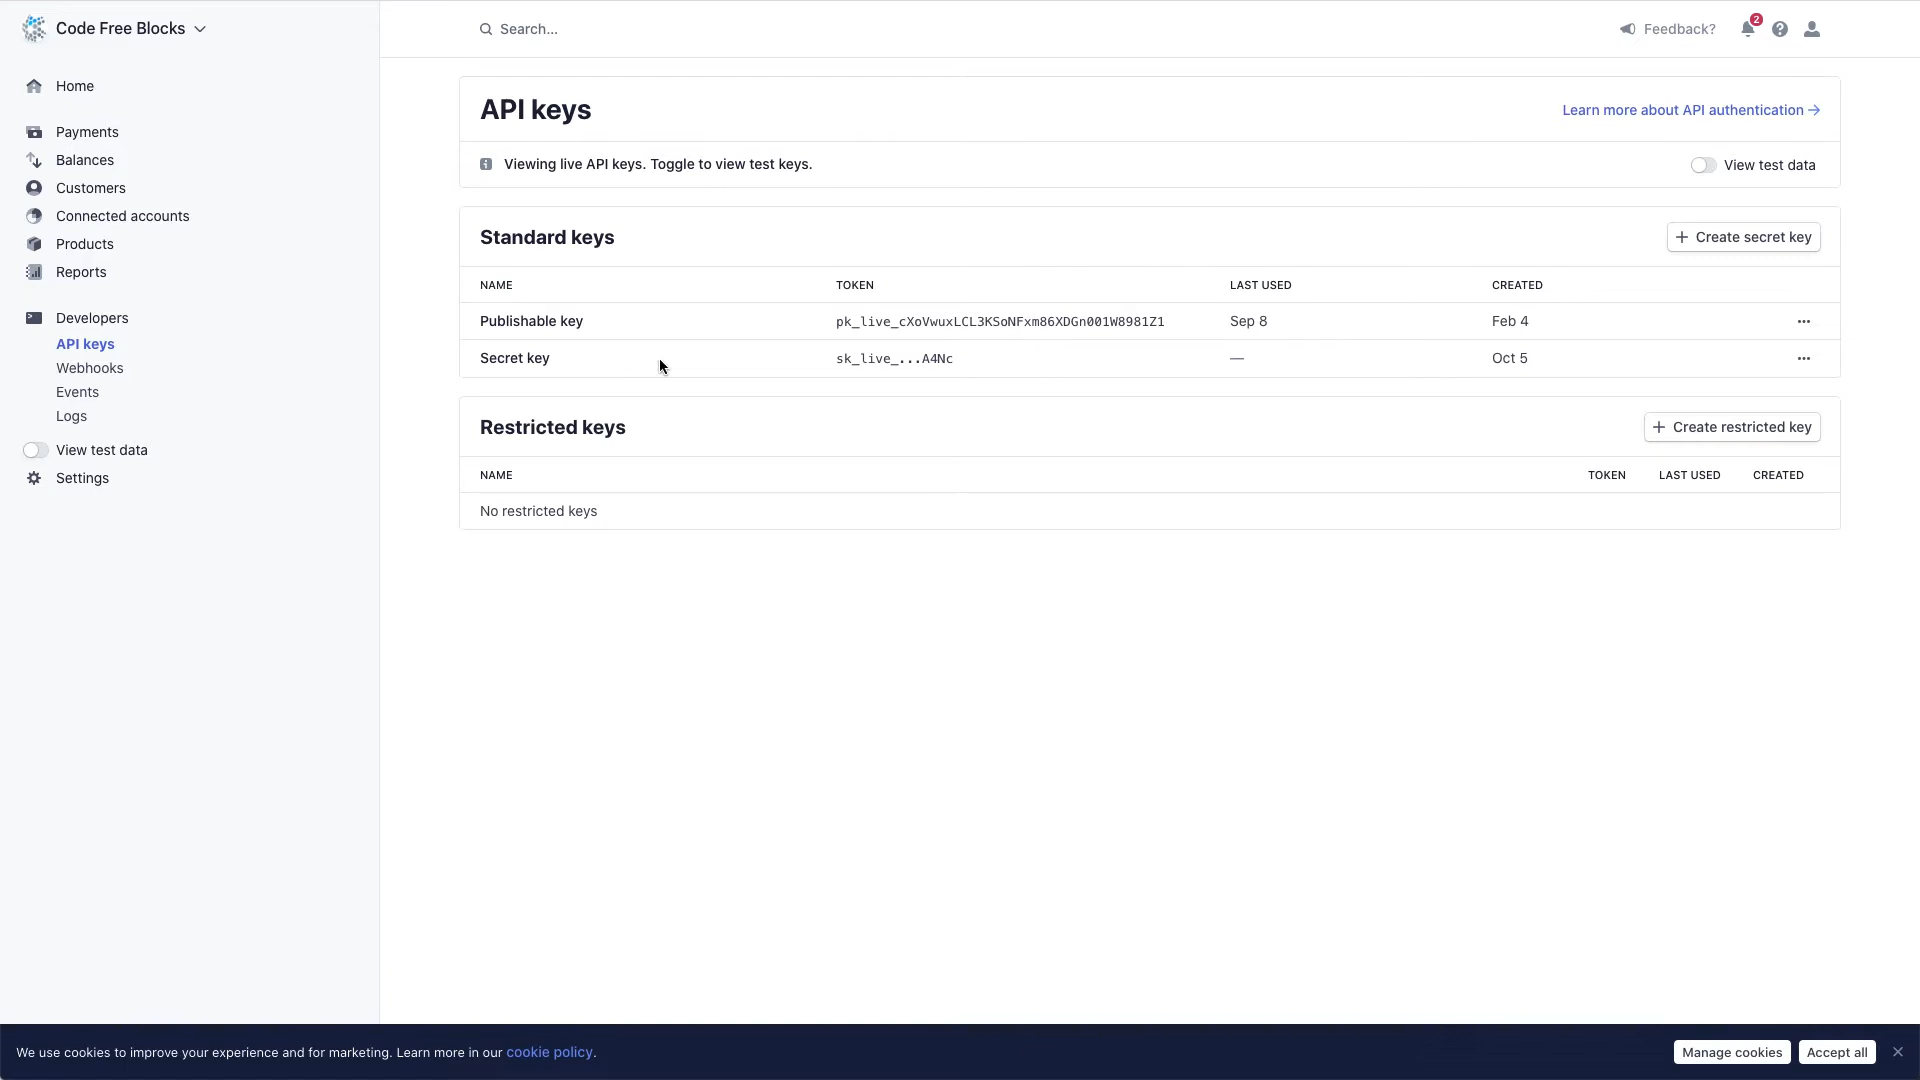 Code Free Blocks
Search...
Feedback?
2
Home
Payments
Balances
Customers
Connected accounts
Products
Reports
Developers
API keys
Webhooks
Events
Logs
View test data
Settings
API keys
Learn more about API authentication →
Viewing live API keys. Toggle to view test keys.
View test data
Standard keys
+ Create secret key
NAME TOKEN LAST USED CREATED
Publishable key pk_live_cXoVwuxLCL3KSoNFxm86XDGn001W8981Z1 Sep 8 Feb 4 ...
Secret key sk_live_...A4Nc — Oct 5 ...
Restricted keys
+ Create restricted key
NAME TOKEN LAST USED CREATED
No restricted keys
We use cookies to improve your experience and for marketing. Learn more in our cookie policy.
Manage cookies
Accept all